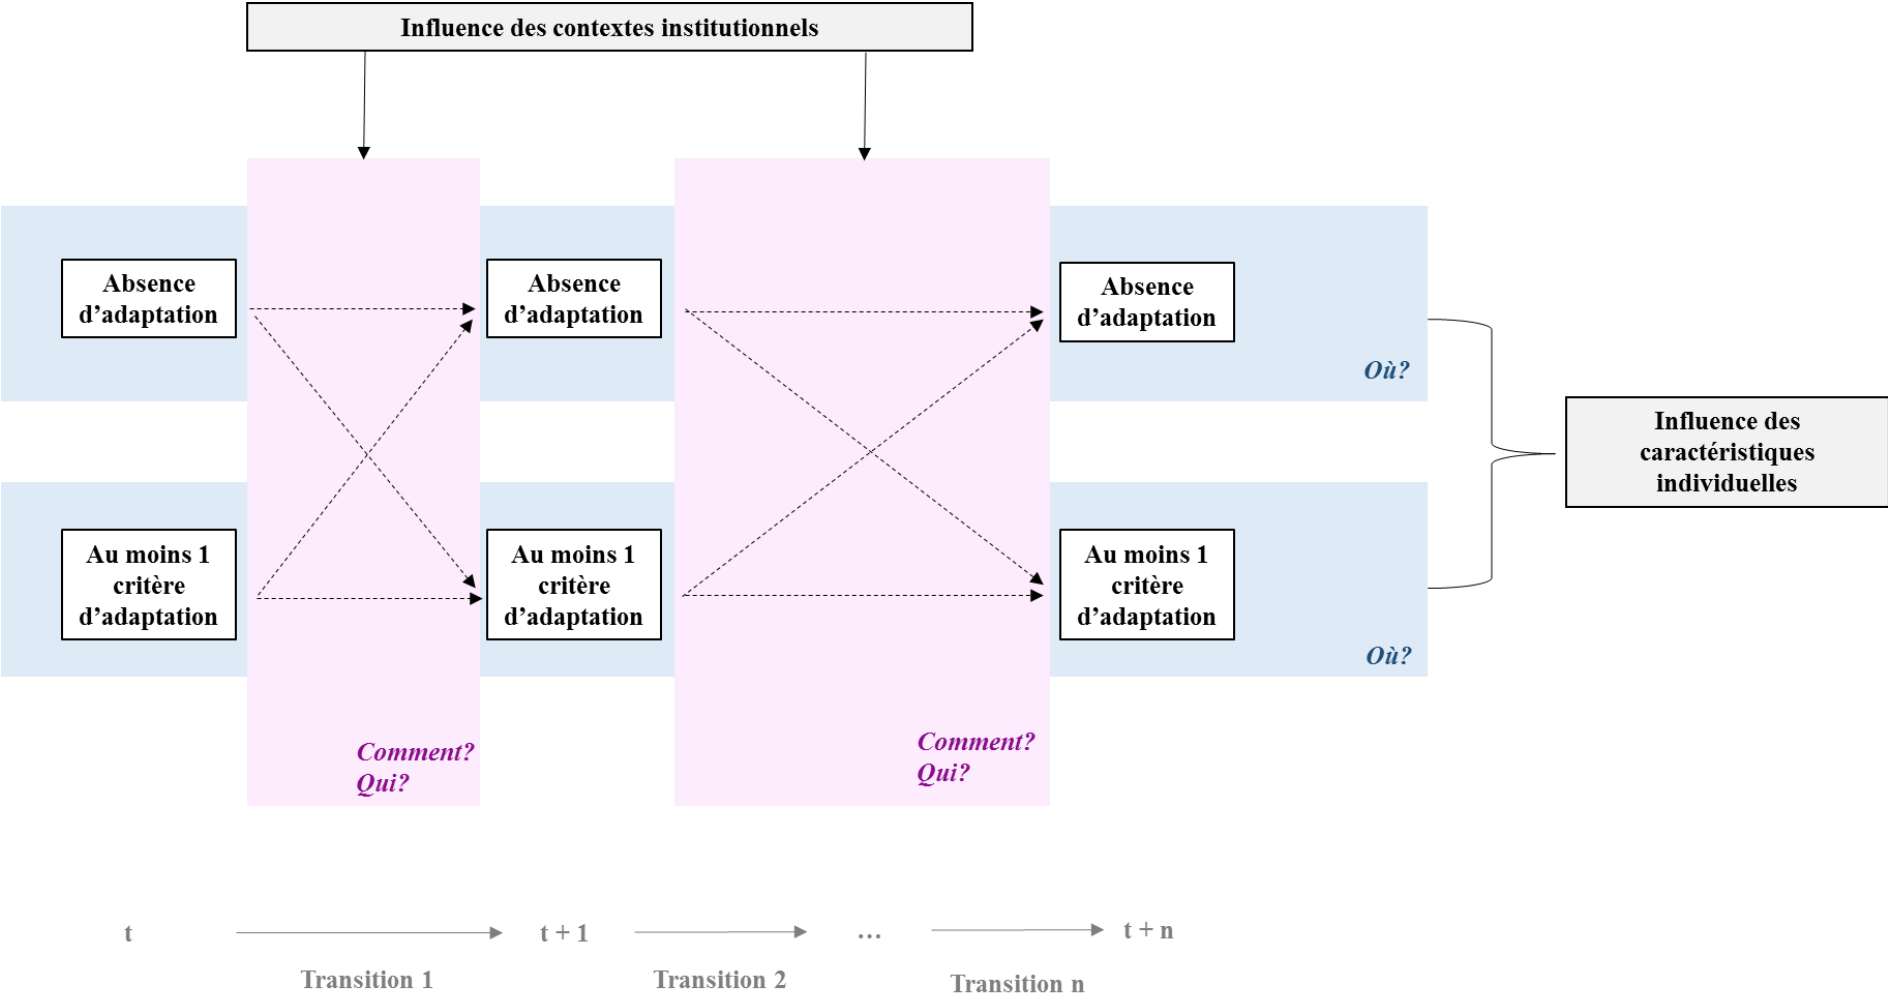 Influence des contextes institutionnels
Absence
d’adaptation
Absence
d’adaptation
Absence
d’adaptation
Où?
Influence des
caractéristiques
individuelles
Au moins 1
critère
d’adaptation
Au moins 1
critère
d’adaptation
Au moins 1
critère
d’adaptation
Où?
Comment?
Qui?
Comment?
Qui?
t
t + 1
…
t + n
Transition 1
Transition 2
Transition n